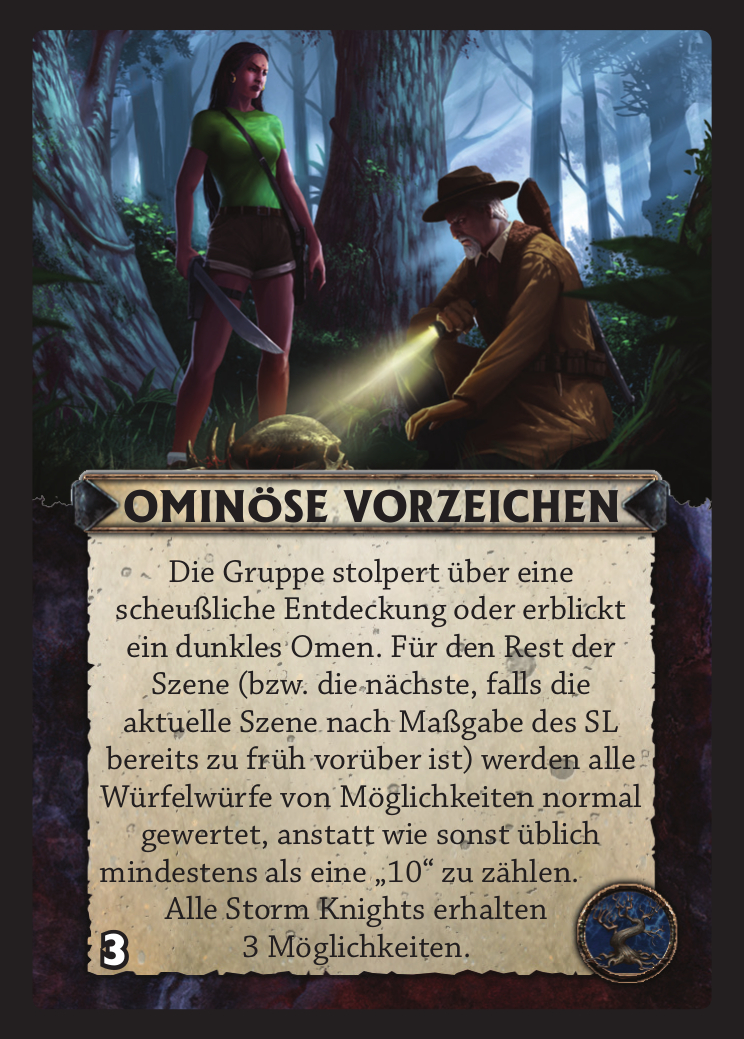 OMINÖSE VORZEICHEN
Die Gruppe stolpert über eine
scheußliche Entdeckung oder erblickt
ein dunkles Omen. Für den Rest der
Szene (bzw. die nächste, falls die
aktuelle Szene nach Maßgabe des SL
bereits zu früh vorüber ist) werden alle
Würfelwürfe von Möglichkeiten normal
gewertet, anstatt wie sonst üblich
mindestens als eine „10“ zu zählen.
Alle Storm Knights erhalten
3 Möglichkeiten.
3